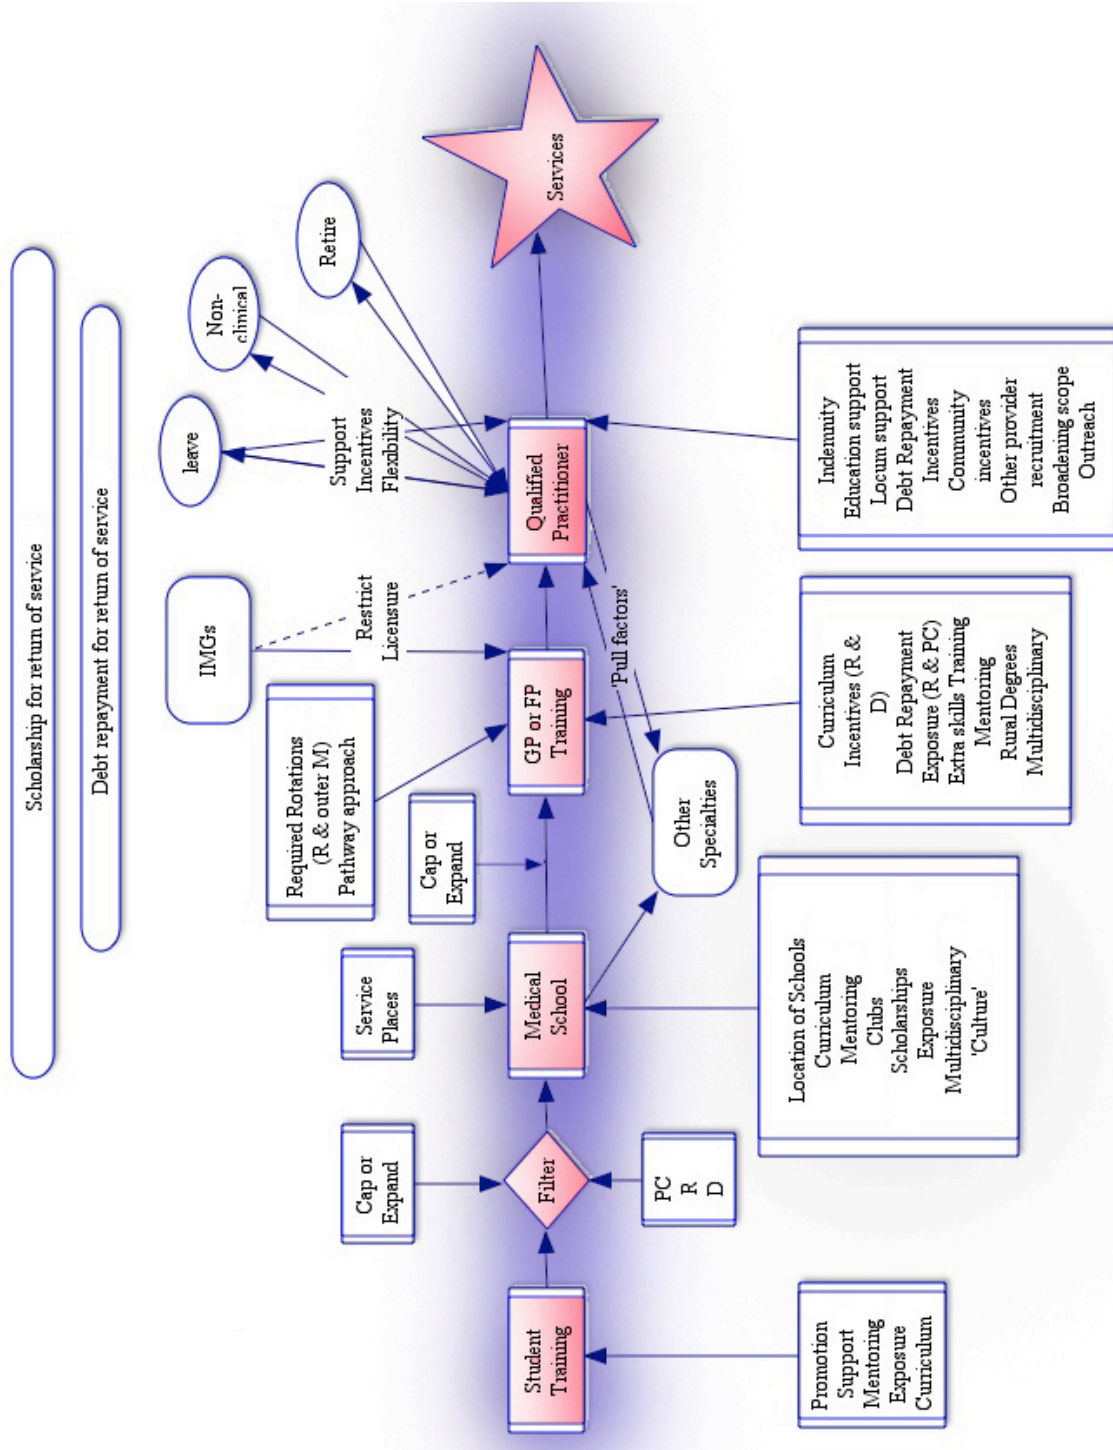 Scholarship for return of service
Debt repayment for return of service
leave
Non-
clinical
Retire
IMGs
Support
Incentives
Flexibility
Restrict
Licensure
Required Rotations
(R & outer M)
Pathway approach
Cap or
Expand
Service
Places
Cap or
Expand
Student
Training
Filter
Medical
School
GP or FP
Training
Qualified
Practitioner
Services
'Pull factors'
Other
Specialties
PC
R
D
Promotion
Support
Mentoring
Exposure
Curriculum
Location of Schools
Curriculum
Mentoring
Clubs
Scholarships
Exposure
Multidisciplinary
'Culture'
Curriculum
Incentives (R &
D)
Debt Repayment
Exposure (R & PC)
Extra skills Training
Mentoring
Rural Degrees
Multidisciplinary
Indemnuty
Education support
Locum support
Debt Repayment
Incentives
Community
incentives
Other provider
recruitment
Broadening scope
Outreach